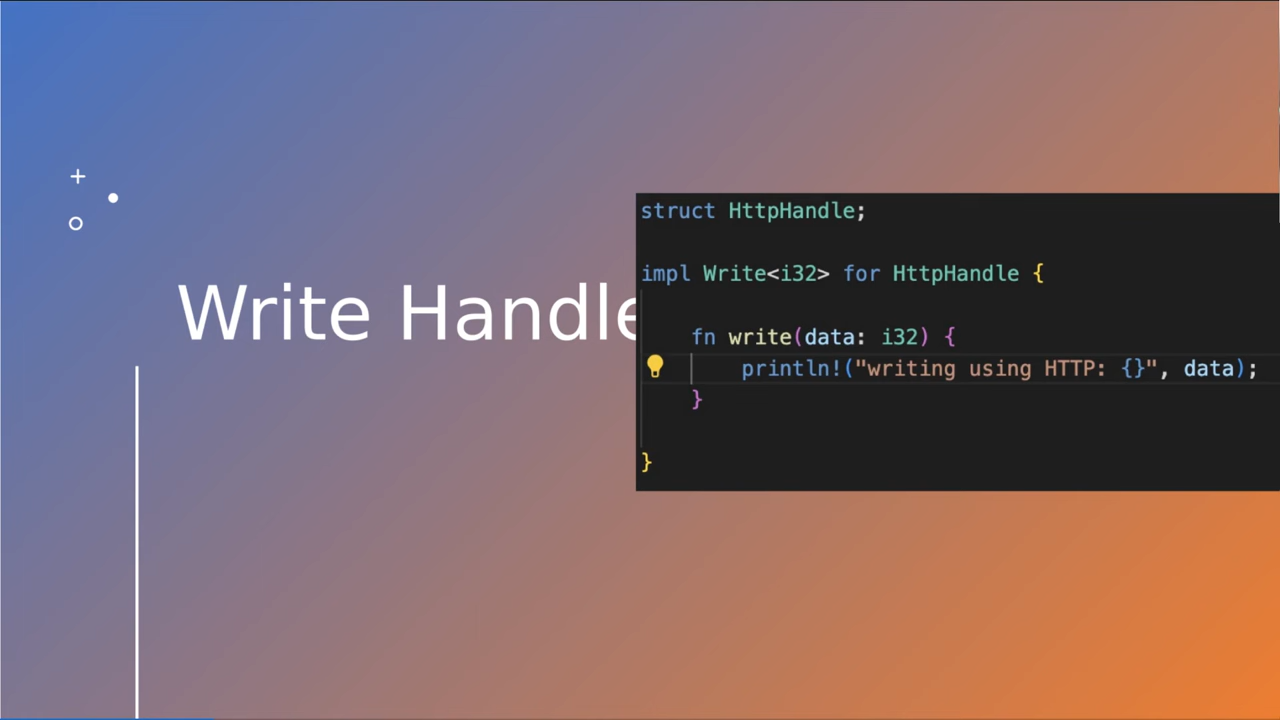 Write Handle
struct HttpHandle;
impl Write<i32> for HttpHandle {
fn write(data: i32) {
println!("writing using HTTP: {}", data);
}
}